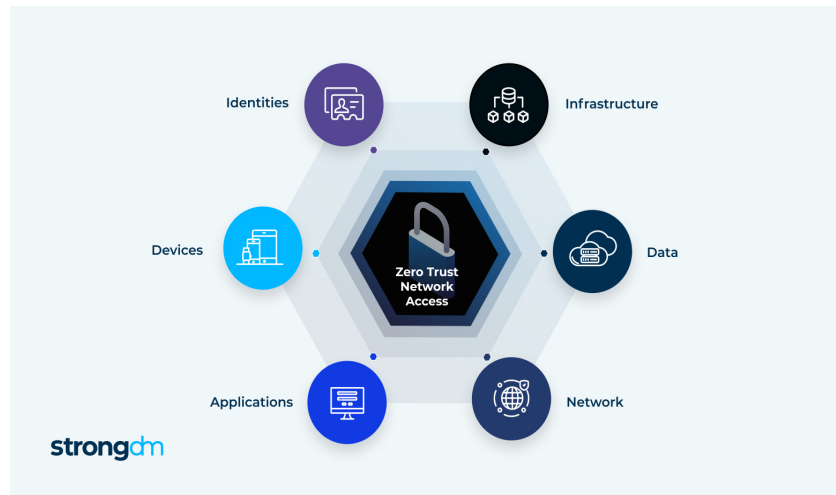 Identities
Infrastructure
Devices
Zero Trust
Network
Access
Data
Applications
Network
strongdm